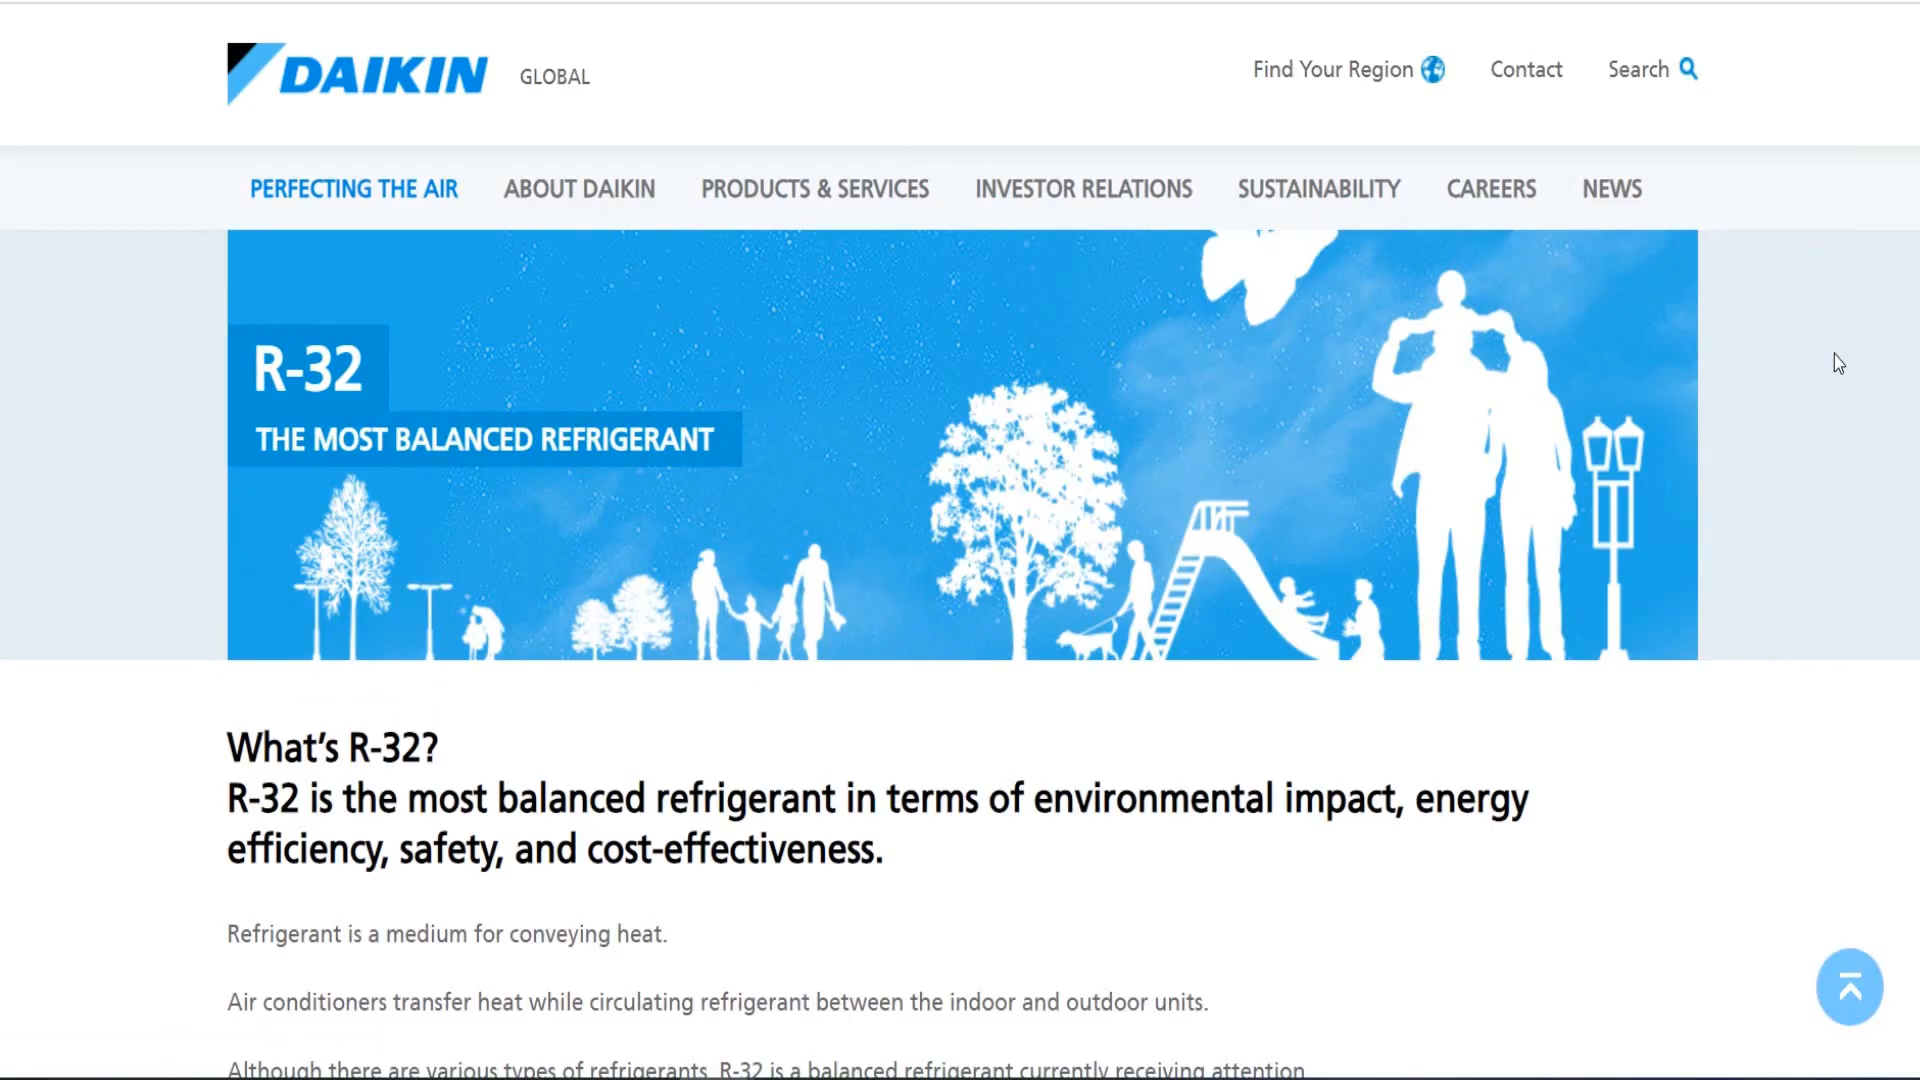 DAIKIN GLOBAL
Find Your Region Contact Search
PERFECTING THE AIR ABOUT DAIKIN PRODUCTS & SERVICES INVESTOR RELATIONS SUSTAINABILITY CAREERS NEWS
R-32
THE MOST BALANCED REFRIGERANT
What's R-32?
R-32 is the most balanced refrigerant in terms of environmental impact, energy
efficiency, safety, and cost-effectiveness.
Refrigerant is a medium for conveying heat.
Air conditioners transfer heat while circulating refrigerant between the indoor and outdoor units.
Although there are various types of refrigerants, R-32 is a balanced refrigerant currently receiving attention